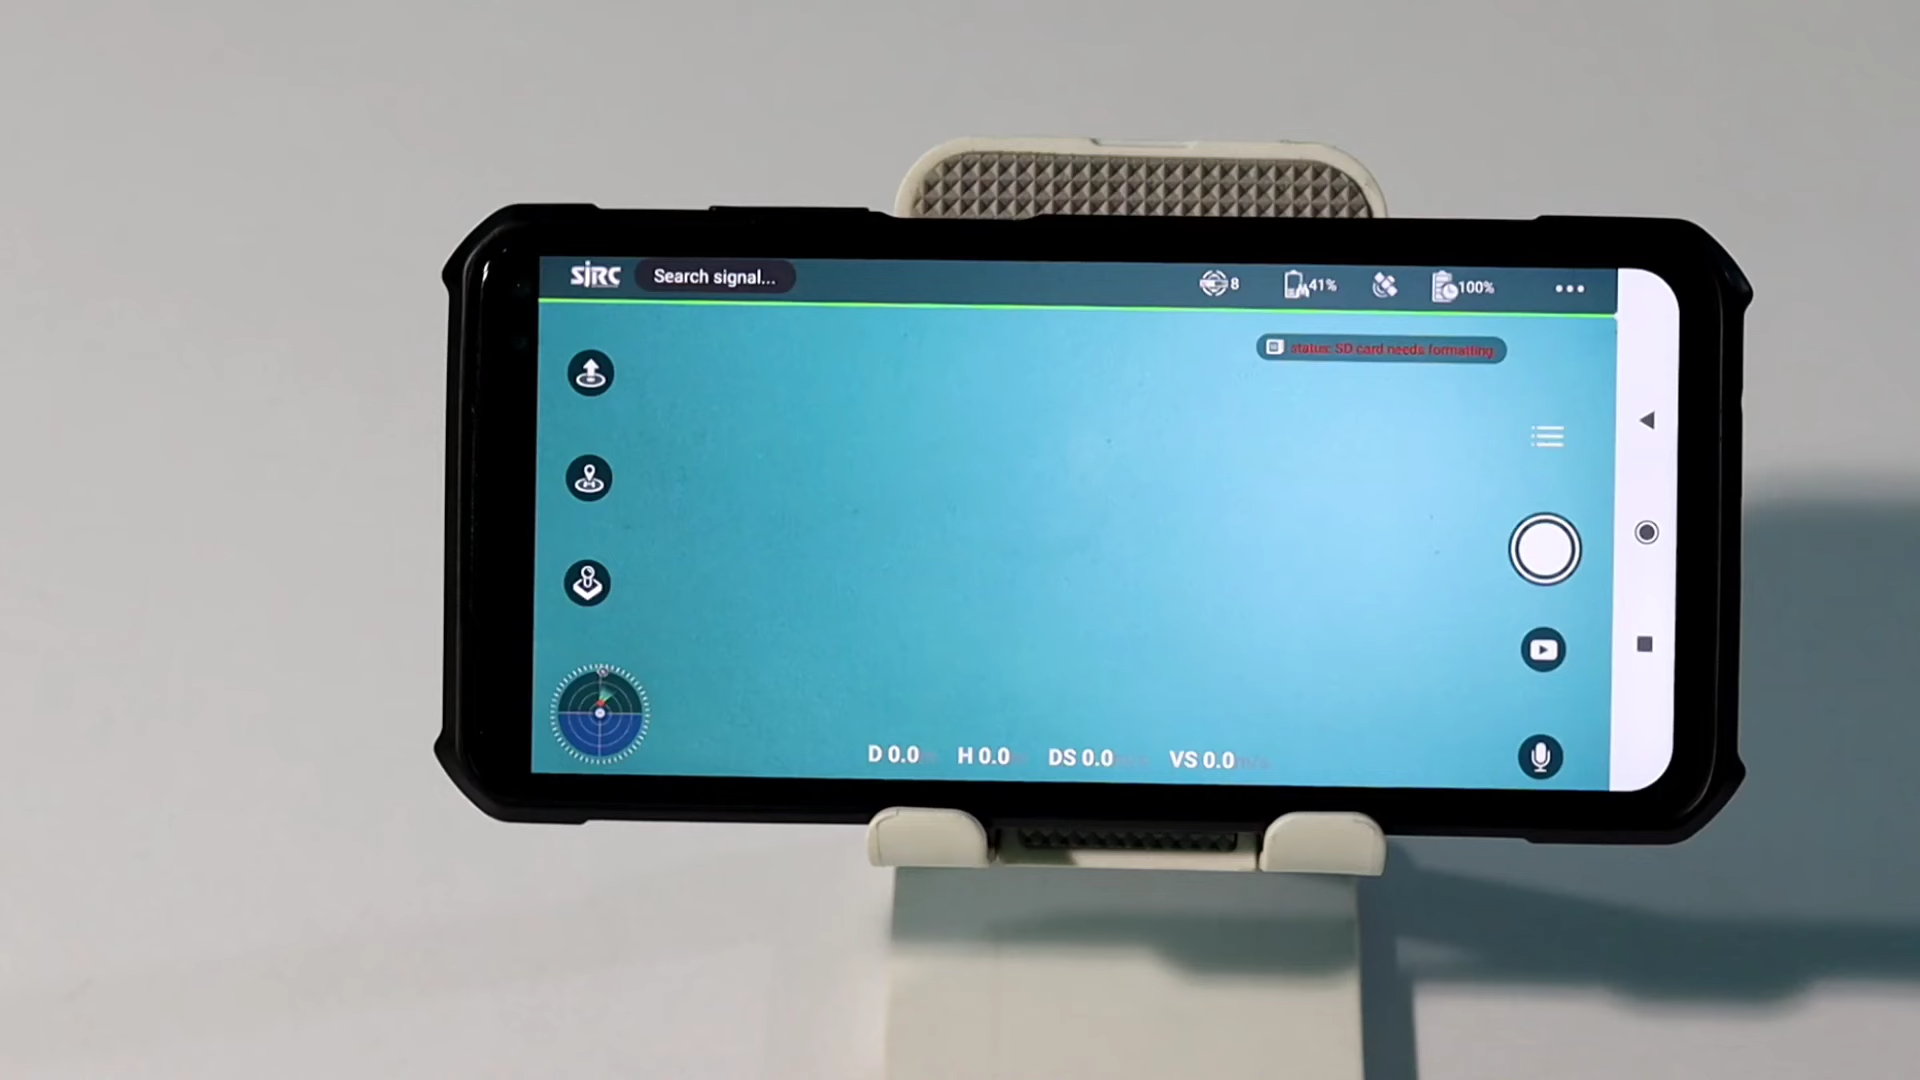 SJRC
Search signal...
8
41%
100%
status: SD card needs formatting
D 0.0
H 0.0
DS 0.0
VS 0.0